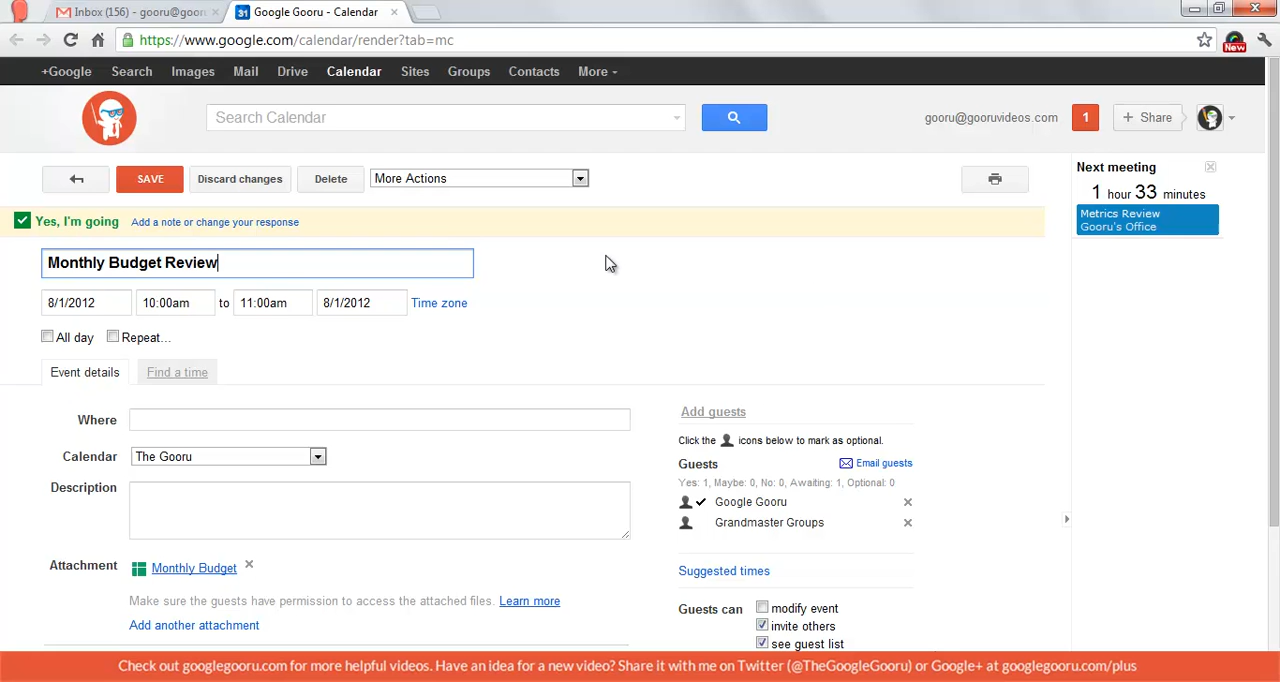 Inbox (156) - gooru@goor
31 Google Gooru - Calendar
https://www.google.com/calendar/render?tab=mc
New
+Google Search Images Mail Drive Calendar Sites Groups Contacts More
Search Calendar
gooru@gooruvideos.com 1 + Share
SAVE Discard changes Delete More Actions
Next meeting
1 hour 33 minutes
Metrics Review
Gooru's Office
Yes, I'm going Add a note or change your response
Monthly Budget Review
8/1/2012 10:00am to 11:00am 8/1/2012 Time zone
All day Repeat...
Event details Find a time
Where
Calendar The Gooru
Description
Attachment Monthly Budget
Make sure the guests have permission to access the attached files. Learn more
Add another attachment
Add guests
Click the icons below to mark as optional.
Guests Email guests
Yes: 1, Maybe: 0, No: 0, Awaiting: 1, Optional: 0
Google Gooru
Grandmaster Groups
Suggested times
Guests can modify event
invite others
see guest list
Check out googlegooru.com for more helpful videos. Have an idea for a new video? Share it with me on Twitter (@TheGoogleGooru) or Google+ at googlegooru.com/plus